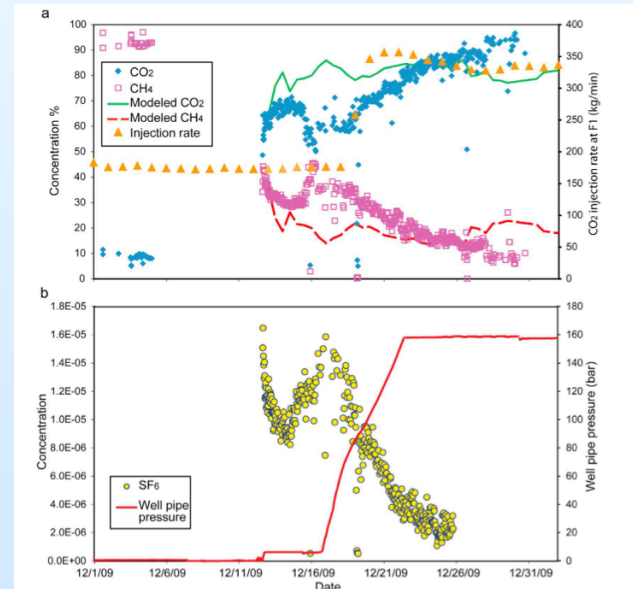 a
100
90
80
70
60
50
40
30
20
10
0
Concentration %
CO2
CH4
Modeled CO2
Modeled CH4
Injection rate
400
350
300
250
200
150
100
50
0
CO2 injection rate at F1 (kg/min)
b
1.8E-05
1.6E-05
1.4E-05
1.2E-05
1.0E-05
8.0E-06
6.0E-06
4.0E-06
2.0E-06
0.0E+00
Concentration
SF6
Well pipe
pressure
180
160
140
120
100
80
60
40
20
0
Well pipe pressure (bar)
12/1/09 12/6/09 12/11/09 12/16/09 12/21/09 12/26/09 12/31/09
Date